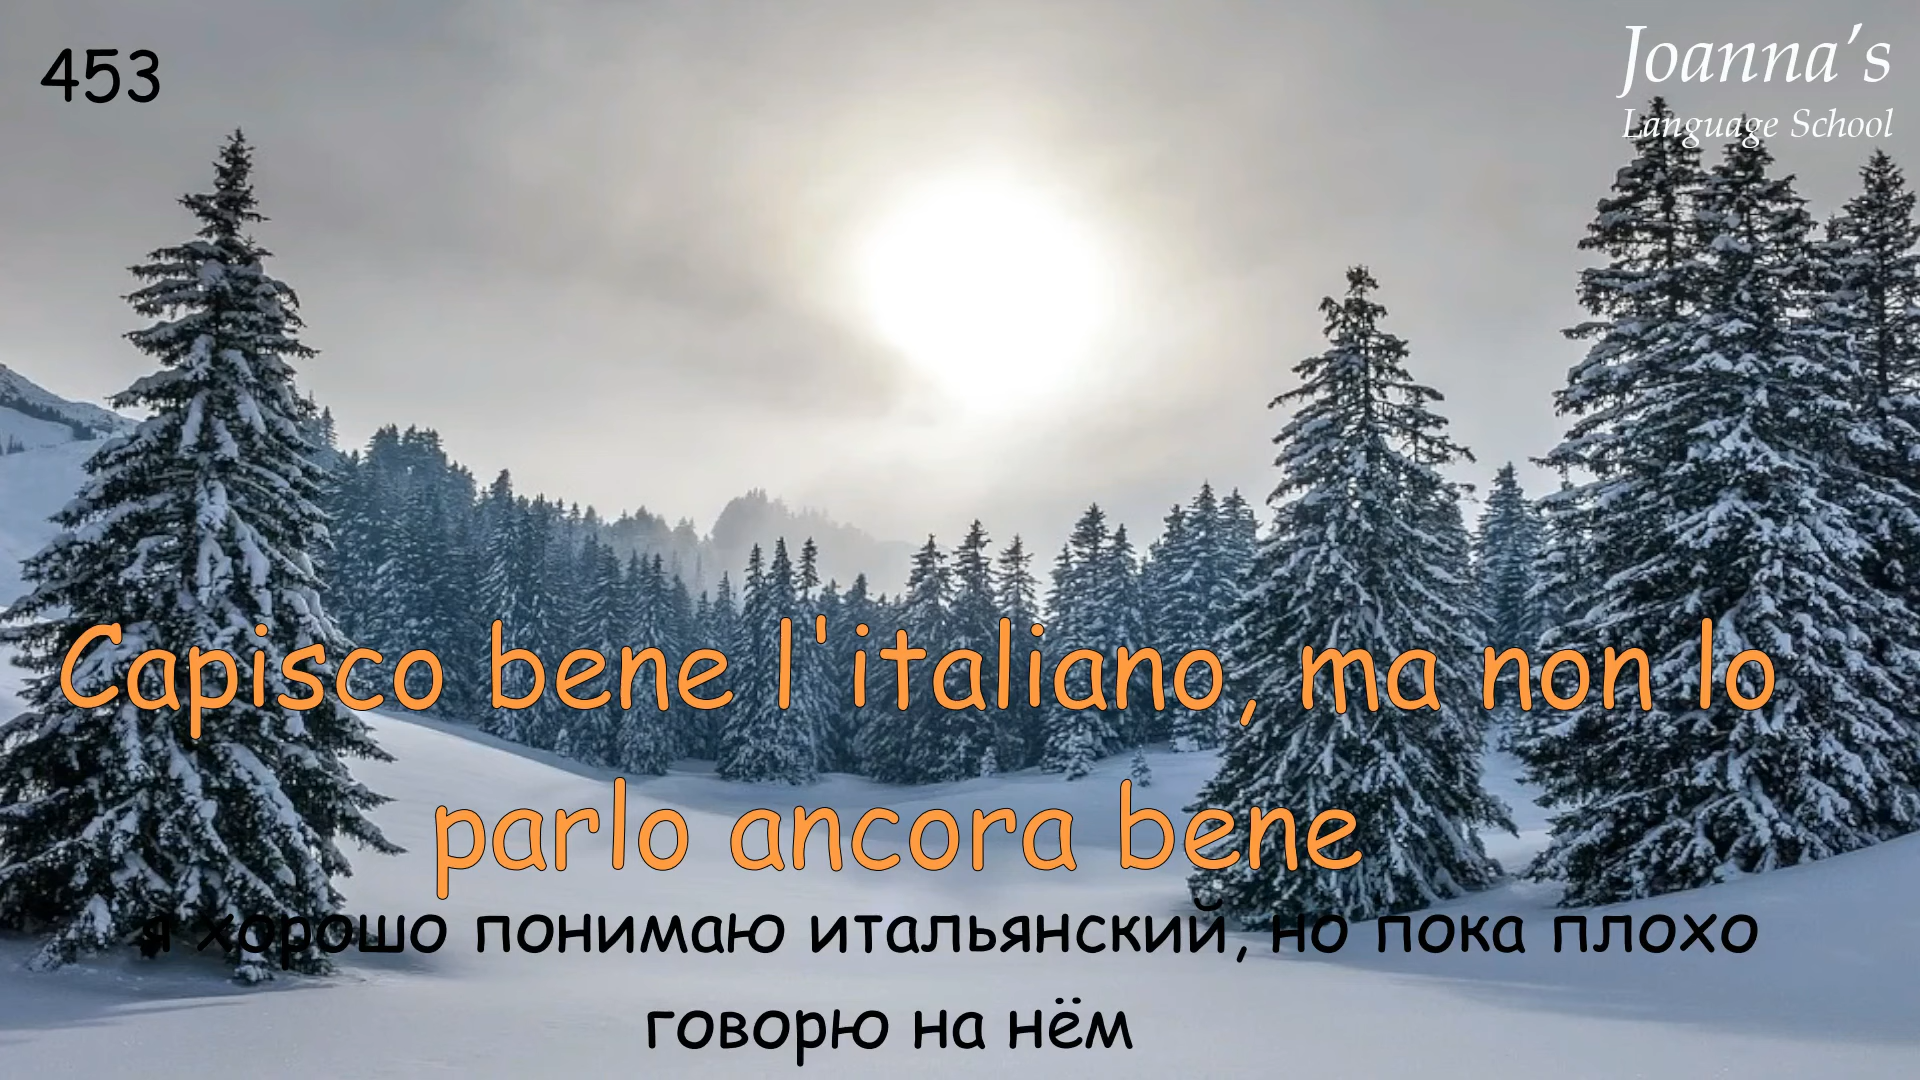 453
Joanna's
Language School
Capisco bene l'italiano, ma non lo
parlo ancora bene
я хорошо понимаю итальянский, но пока плохо
говорю на нём